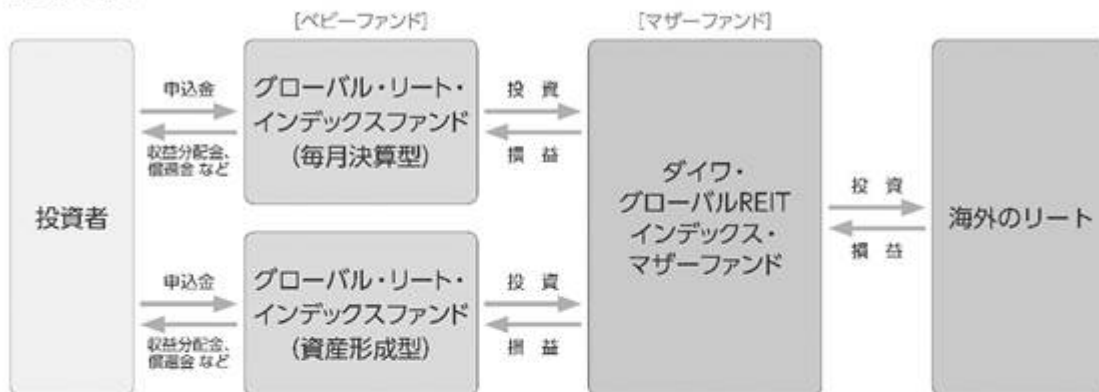 [ベビーファンド]
[マザーファンド]
投資者
申込金
収益分配金、
償還金 など
グローバル・リート・
インデックスファンド
(毎月決算型)
投 資
損 益
申込金
収益分配金、
償還金 など
グローバル・リート・
インデックスファンド
(資産形成型)
投 資
損 益
ダイワ・
グローバルREIT
インデックス・
マザーファンド
投 資
損 益
海外のリート